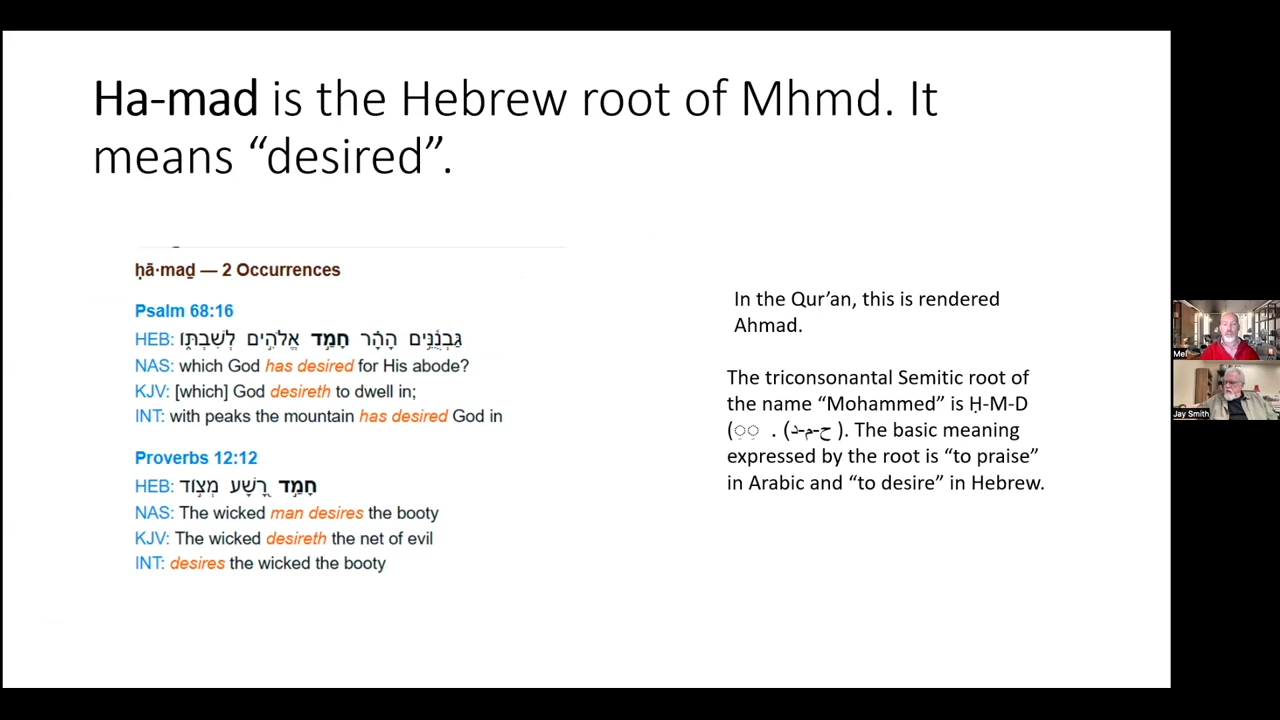 Ha-mad is the Hebrew root of Mhmd. It
means “desired”.
ḥā·maḏ — 2 Occurrences
Psalm 68:16
HEB: גַּבְנֻ֫נִּ֥ים הָהָ֗ר חָמַ֣ד אֱלֹהִ֣ים לְשִׁבְתּ֑וֹ
NAS: which God has desired for His abode?
KJV: [which] God desireth to dwell in;
INT: with peaks the mountain has desired God in
Proverbs 12:12
HEB: חָמַ֣ד רָ֭שָׁע מְצ֣וֹד
NAS: The wicked man desires the booty
KJV: The wicked desireth the net of evil
INT: desires the wicked the booty
In the Qur’an, this is rendered
Ahmad.
The triconsonantal Semitic root of
the name “Mohammed” is Ḥ-M-D
( . (ح-م-د ). The basic meaning
expressed by the root is “to praise”
in Arabic and “to desire” in Hebrew.
Mel
Jay Smith